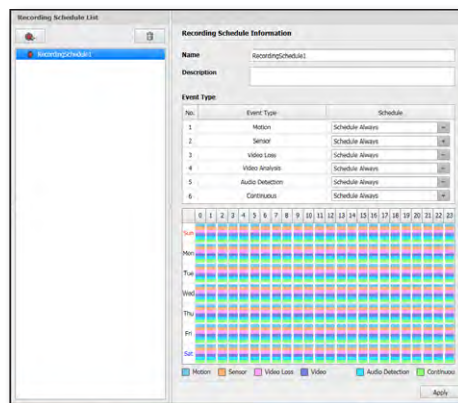 Recording Schedule List
RecordingSchedule1
Recording Schedule Information
Name RecordingSchedule1
Description
Event Type
No. Event Type Schedule
1 Motion Schedule Always
2 Sensor Schedule Always
3 Video Loss Schedule Always
4 Video Analysis Schedule Always
5 Audio Detection Schedule Always
6 Continuous Schedule Always
0 1 2 3 4 5 6 7 8 9 10 11 12 13 14 15 16 17 18 19 20 21 22 23
Sun
Mon
Tue
Wed
Thu
Fri
Sat
Motion Sensor Video Loss Video Audio Detection Continuou
Apply